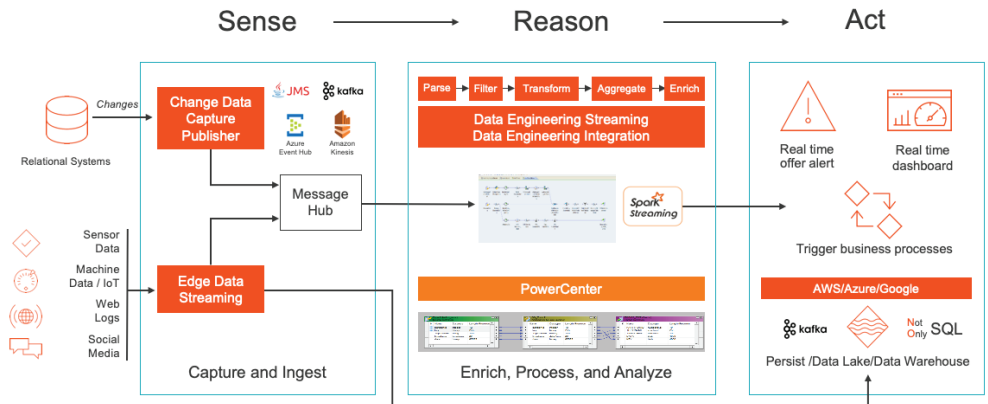 Sense
Reason
Act
Changes
Relational Systems
Change Data
Capture
Publisher
JMS
kafka
Azure
Event Hub
Amazon
Kinesis
Message
Hub
Sensor
Data
Machine
Data / IoT
Web
Logs
Social
Media
Edge Data
Streaming
Capture and Ingest
Parse
Filter
Transform
Aggregate
Enrich
Data Engineering Streaming
Data Engineering Integration
Spark
Streaming
PowerCenter
Enrich, Process, and Analyze
Real time
offer alert
Real time
dashboard
Trigger business processes
AWS/Azure/Google
kafka
Not
Only SQL
Persist /Data Lake/Data Warehouse